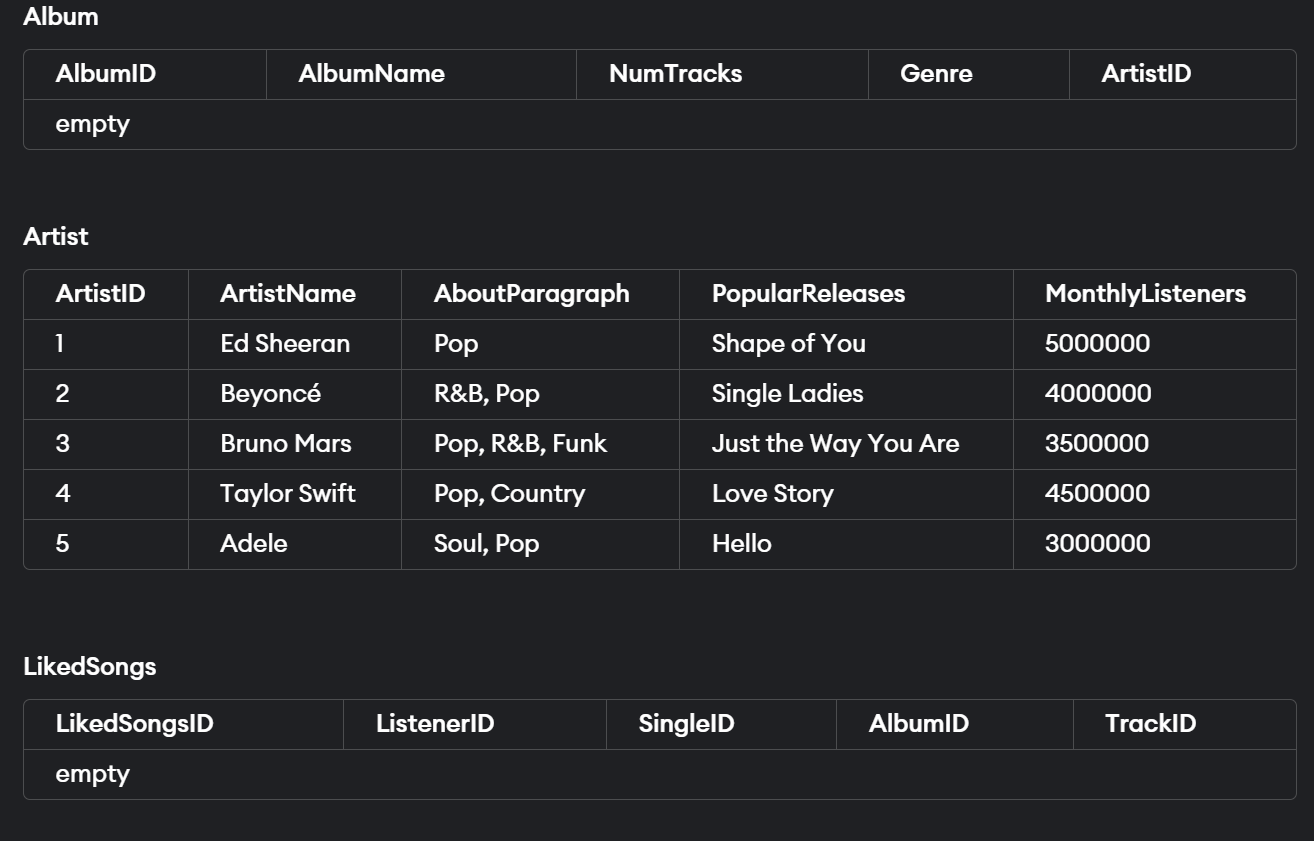 Album
AlbumID AlbumName NumTracks Genre ArtistID
empty
Artist
ArtistID ArtistName AboutParagraph PopularReleases MonthlyListeners
1 Ed Sheeran Pop Shape of You 5000000
2 Beyoncé R&B, Pop Single Ladies 4000000
3 Bruno Mars Pop, R&B, Funk Just the Way You Are 3500000
4 Taylor Swift Pop, Country Love Story 4500000
5 Adele Soul, Pop Hello 3000000
LikedSongs
LikedSongsID ListenerID SingleID AlbumID TrackID
empty